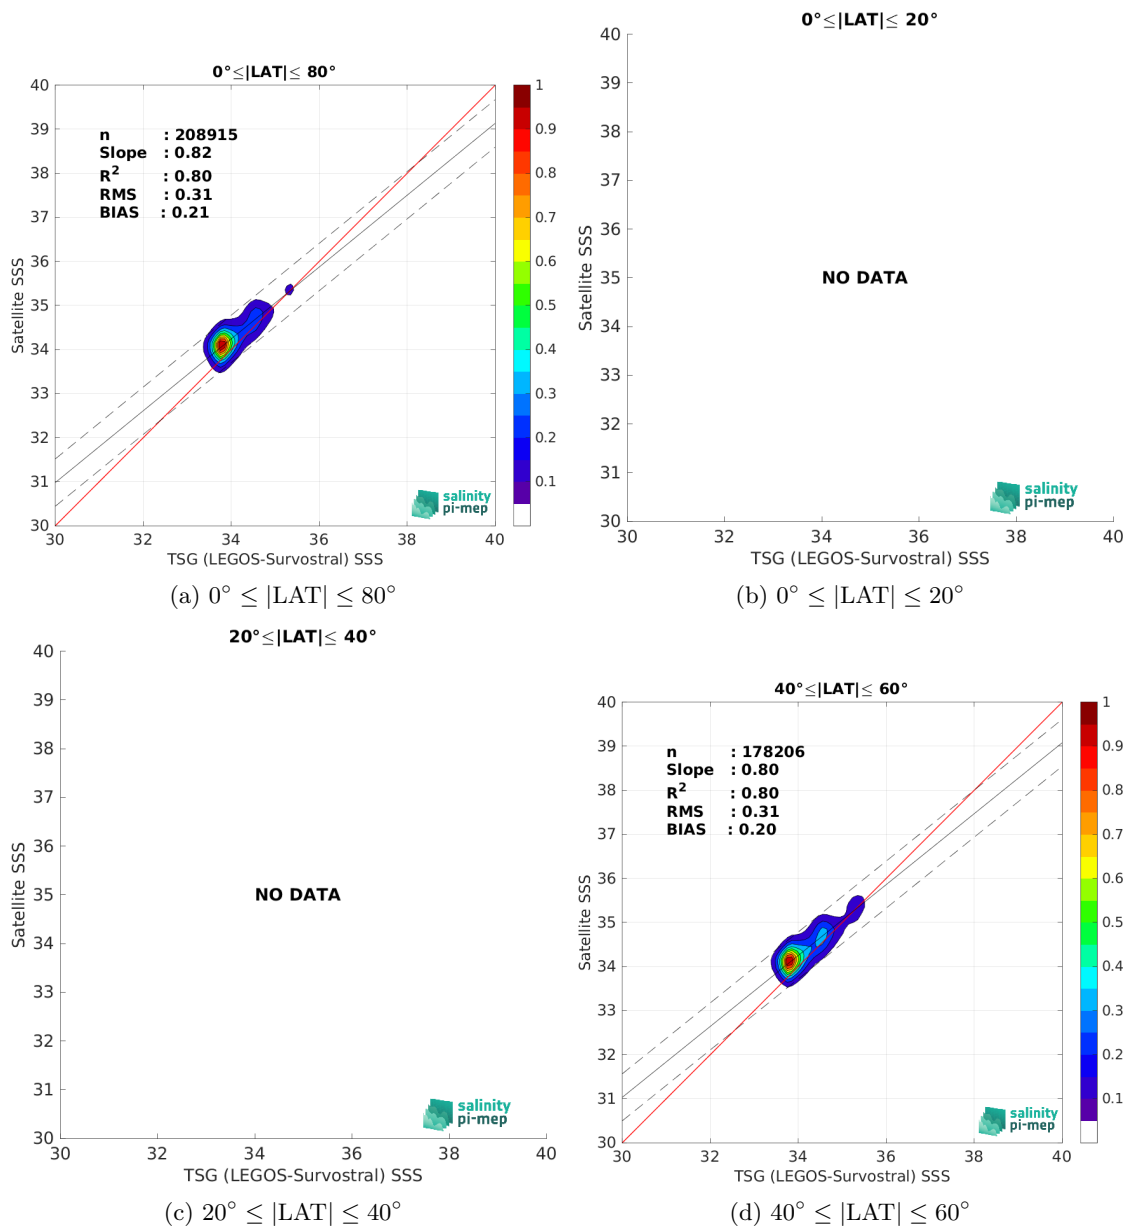 0°≤|LAT|≤ 80°
40
39
38
37
36
35
34
33
32
31
30
Satellite SSS
n : 208915
Slope : 0.82
R² : 0.80
RMS : 0.31
BIAS : 0.21
salinity
pi-mep
30 32 34 36 38 40
TSG (LEGOS-Survostral) SSS
1
0.9
0.8
0.7
0.6
0.5
0.4
0.3
0.2
0.1
(a) 0° ≤ |LAT| ≤ 80°
0°≤|LAT|≤ 20°
40
39
38
37
36
35
34
33
32
31
30
Satellite SSS
NO DATA
salinity
pi-mep
30 32 34 36 38 40
TSG (LEGOS-Survostral) SSS
(b) 0° ≤ |LAT| ≤ 20°
20°≤|LAT|≤ 40°
40
39
38
37
36
35
34
33
32
31
30
Satellite SSS
NO DATA
salinity
pi-mep
30 32 34 36 38 40
TSG (LEGOS-Survostral) SSS
(c) 20° ≤ |LAT| ≤ 40°
40°≤|LAT|≤ 60°
40
39
38
37
36
35
34
33
32
31
30
Satellite SSS
n : 178206
Slope : 0.80
R² : 0.80
RMS : 0.31
BIAS : 0.20
salinity
pi-mep
30 32 34 36 38 40
TSG (LEGOS-Survostral) SSS
1
0.9
0.8
0.7
0.6
0.5
0.4
0.3
0.2
0.1
(d) 40° ≤ |LAT| ≤ 60°